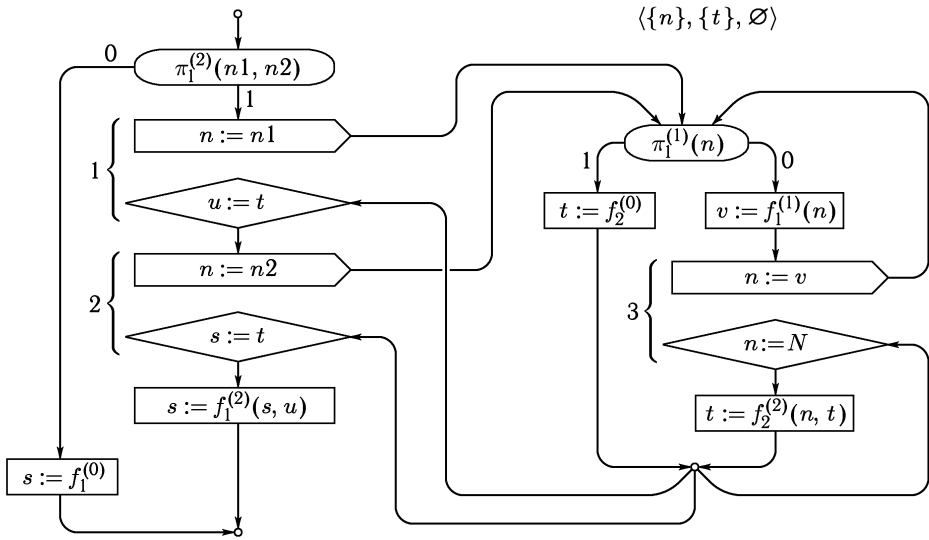 ⟨{n}, {t}, ∅⟩
0
π₁⁽²⁾(n1, n2)
1
1
n := n1
u := t
2
n := n2
s := t
s := f₁⁽²⁾(s, u)
s := f₁⁽⁰⁾
π₁⁽¹⁾(n)
1
0
t := f₂⁽⁰⁾
v := f₁⁽¹⁾(n)
3
n := v
n := N
t := f₂⁽²⁾(n, t)